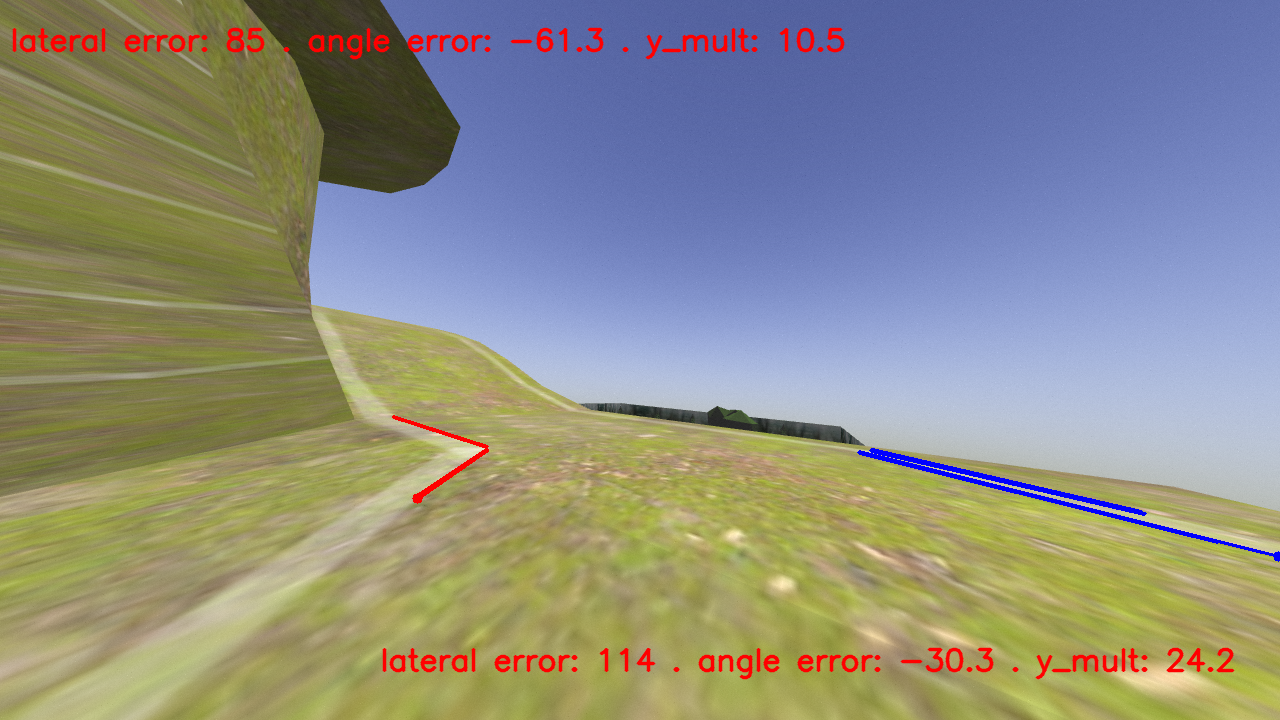 lateral error: 85 . angle error: -61.3 . y_mult: 10.5
lateral error: 114 . angle error: -30.3 . y_mult: 24.2